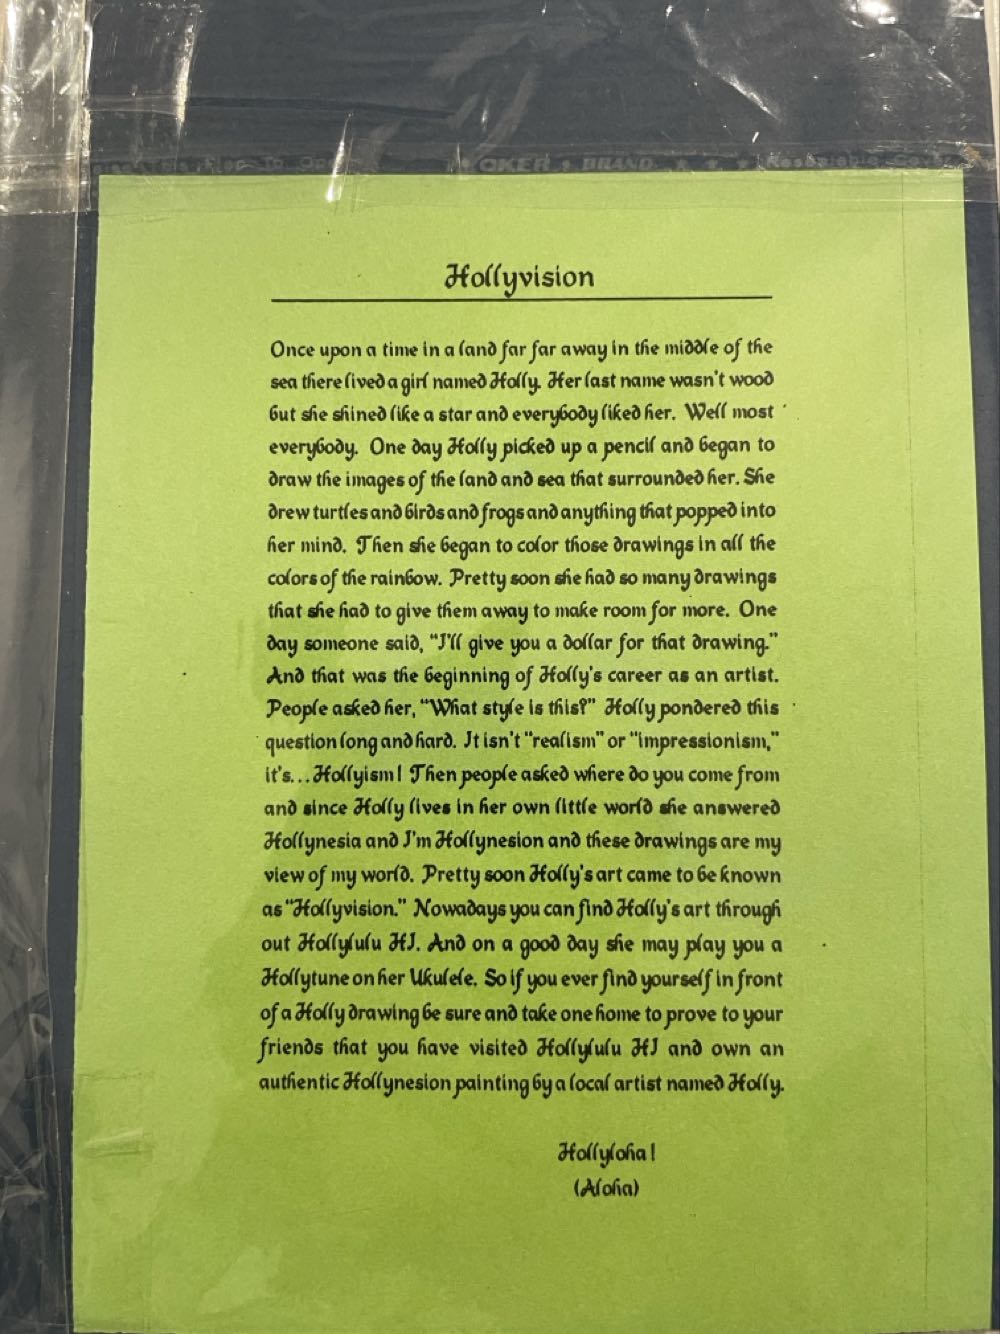 OKER • BRAND
Hollyvision
Once upon a time in a land far far away in the middle of the
sea there lived a girl named Holly. Her last name wasn't wood
but she shined like a star and everybody liked her. Well most
everybody. One day Holly picked up a pencil and began to
draw the images of the land and sea that surrounded her. She
drew turtles and birds and frogs and anything that popped into
her mind. Then she began to color those drawings in all the
colors of the rainbow. Pretty soon she had so many drawings
that she had to give them away to make room for more. One
day someone said, "I'll give you a dollar for that drawing."
And that was the beginning of Holly's career as an artist.
People asked her, "What style is this?" Holly pondered this
question long and hard. It isn't "realism" or "impressionism,"
it's...Hollyism! Then people asked where do you come from
and since Holly lives in her own little world she answered
Hollynesia and I'm Hollynesion and these drawings are my
view of my world. Pretty soon Holly's art came to be known
as "Hollyvision." Nowadays you can find Holly's art through
out Hollylulu HI. And on a good day she may play you a
Hollytune on her Ukulele. So if you ever find yourself in front
of a Holly drawing be sure and take one home to prove to your
friends that you have visited Hollylulu HI and own an
authentic Hollynesion painting by a local artist named Holly.
Hollyloha!
(Aloha)